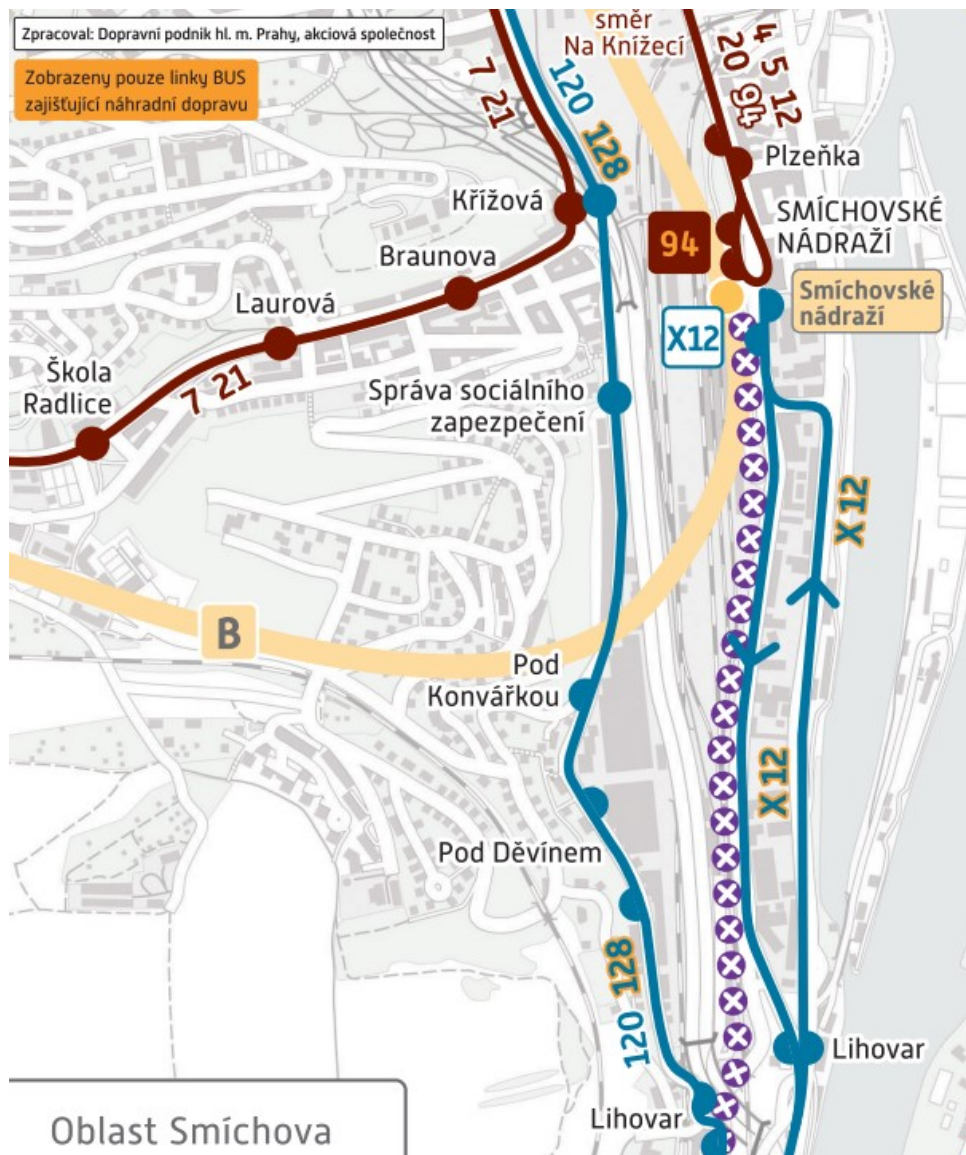 Zpracoval: Dopravní podnik hl. m. Prahy, akciová společnost
Zobrazeny pouze linky BUS
zajišťující náhradní dopravu
směr
Na Knížecí
7 21
120 128
4 5 12
20 94
Plzeňka
Křížová
SMÍCHOVSKÉ
NÁDRAŽÍ
94
Braunova
Smíchovské
nádraží
Laurová
X12
Škola
Radlice
7 21
Správa sociálního
zapezpečení
X 12
B
Pod
Konvářkou
X 12
Pod Děvínem
120 128
Lihovar
Lihovar
Oblast Smíchova